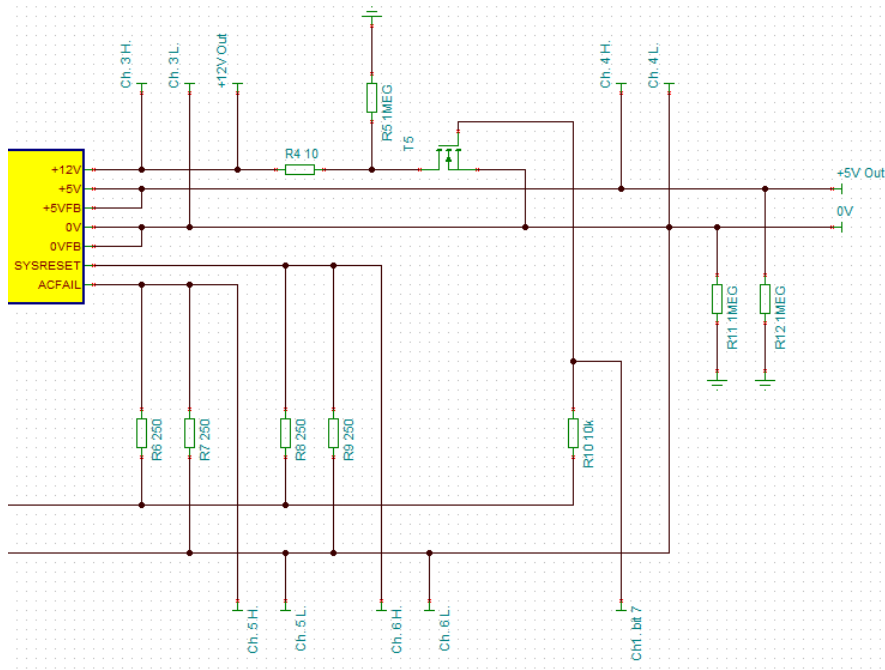 Ch. 3 H.
Ch. 3 L.
+12V Out
R5 1MEG
T5
Ch. 4 H.
Ch. 4 L.
R4 10
+12V
+5V
+5VFB
0V
0VFB
SYSRESET
ACFAIL
+5V Out
0V
R11 1MEG
R12 1MEG
R6 250
R7 250
R8 250
R9 250
R10 10k
Ch. 5 H.
Ch. 5 L.
Ch. 6 H.
Ch. 6 L.
Ch1. bit 7